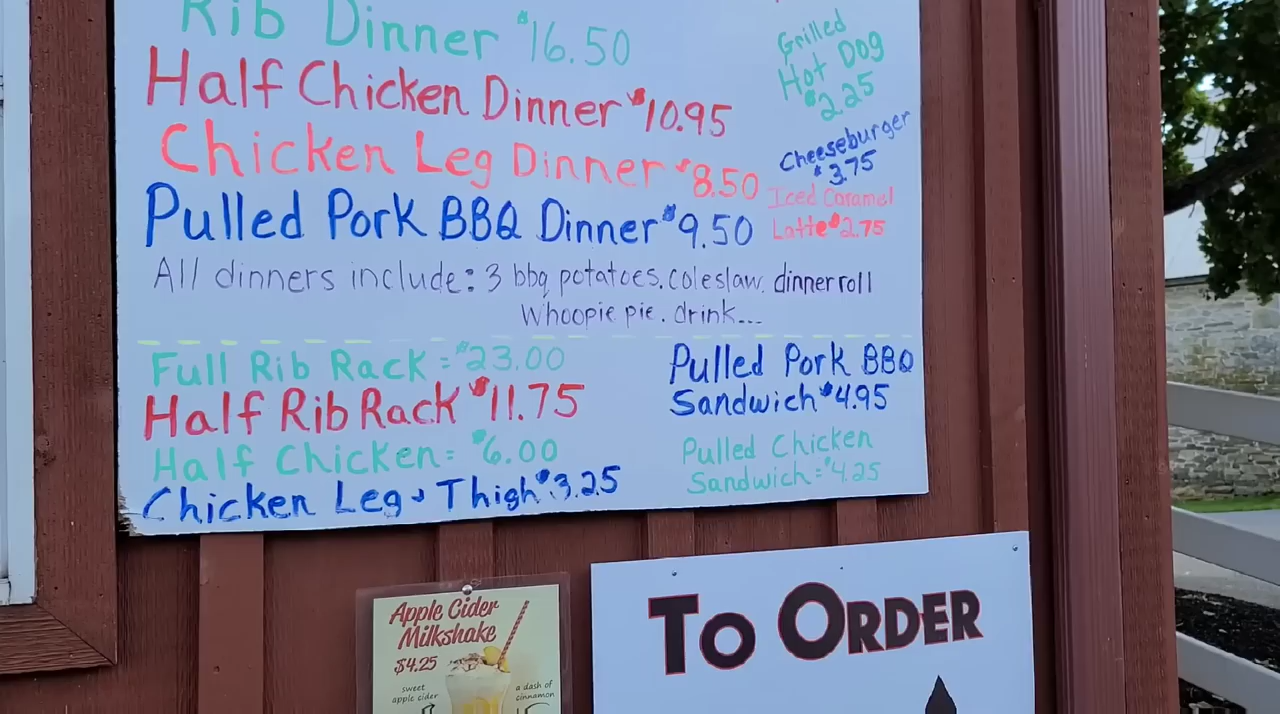 Rib Dinner $16.50
Half Chicken Dinner $10.95
Chicken Leg Dinner $8.50
Pulled Pork BBQ Dinner $9.50
Grilled
Hot Dog
$2.25
Cheeseburger
$3.75
Iced Caramel
Latte $2.75
All dinners include: 3 bbq potatoes. coleslaw. dinner roll
Whoopie pie. drink...
Full Rib Rack = $23.00
Half Rib Rack $11.75
Half Chicken = $6.00
Chicken Leg & Thigh $3.25
Pulled Pork BBQ
Sandwich $4.95
Pulled Chicken
Sandwich = $4.25
Apple Cider
Milkshake
$4.25
sweet
apple cider
a dash of
cinnamon
TO ORDER